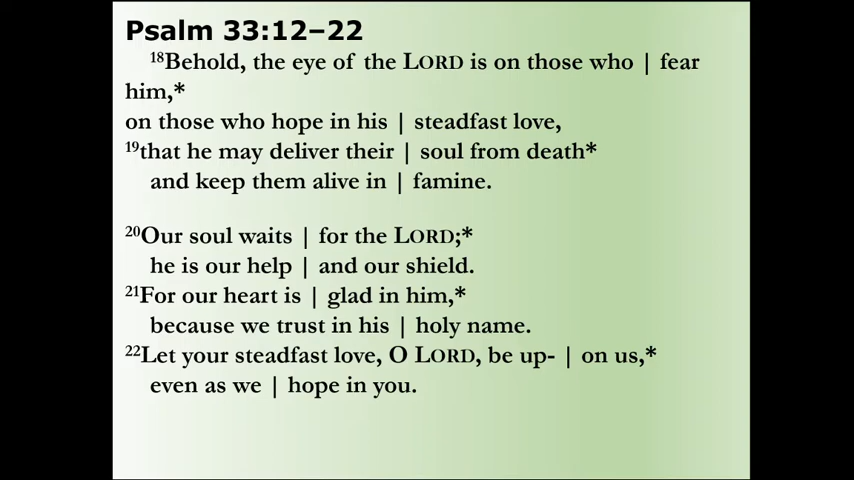 Psalm 33:12–22
18Behold, the eye of the LORD is on those who | fear
him,*
on those who hope in his | steadfast love,
19that he may deliver their | soul from death*
and keep them alive in | famine.
20Our soul waits | for the LORD;*
he is our help | and our shield.
21For our heart is | glad in him,*
because we trust in his | holy name.
22Let your steadfast love, O LORD, be up- | on us,*
even as we | hope in you.